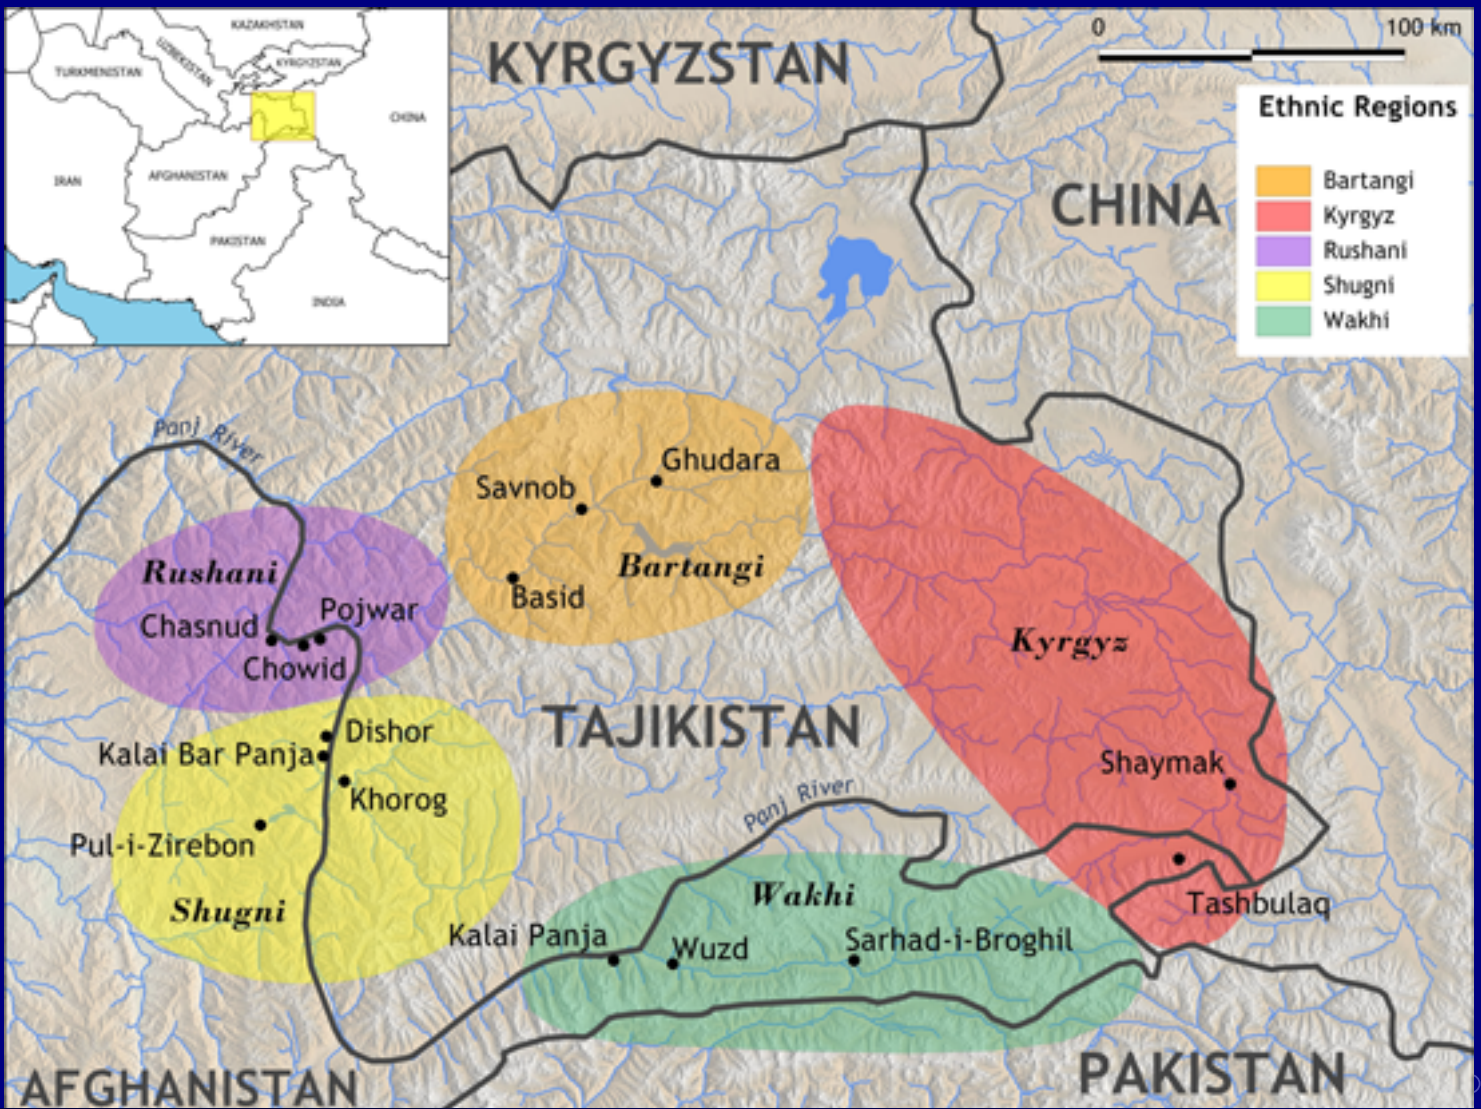 KAZAKHSTAN
UZBEKISTAN
KYRGYZSTAN
TURKMENISTAN
CHINA
IRAN
AFGHANISTAN
PAKISTAN
INDIA
KYRGYZSTAN
0 100 km
Ethnic Regions
Bartangi
Kyrgyz
Rushani
Shugni
Wakhi
CHINA
Panj River
Ghudara
Savnob
Bartangi
Basid
Rushani
Pojwar
Chasnud
Chowid
Kyrgyz
TAJIKISTAN
Dishor
Kalai Bar Panja
Khorog
Shaymak
Panj River
Pul-i-Zirebon
Shugni
Wakhi
Tashbulaq
Kalai Panja
Wuzd
Sarhad-i-Broghil
AFGHANISTAN
PAKISTAN